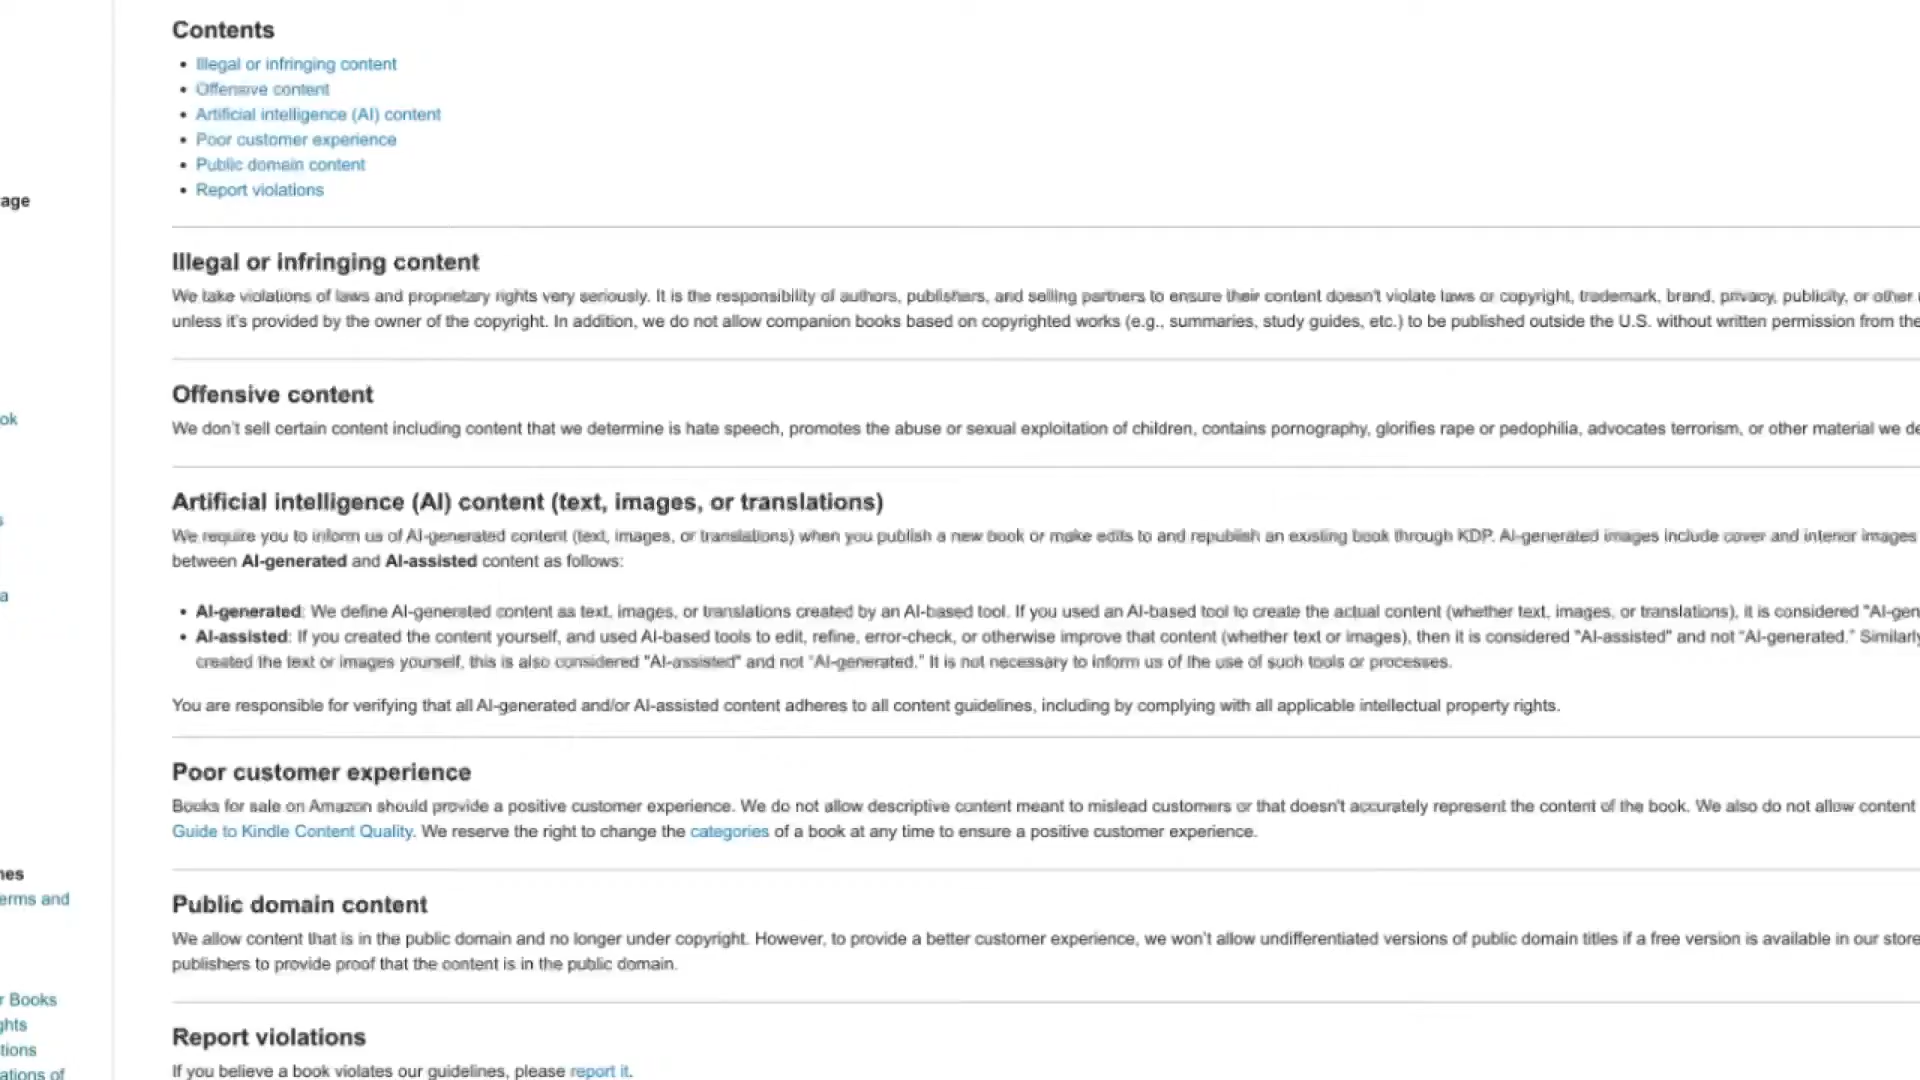 Contents
Illegal or infringing content
Offensive content
Artificial intelligence (AI) content
Poor customer experience
Public domain content
Report violations
age
Illegal or infringing content
We take violations of laws and proprietary rights very seriously. It is the responsibility of authors, publishers, and selling partners to ensure their content doesn't violate laws or copyright, trademark, brand, privacy, publicity, or other
unless it's provided by the owner of the copyright. In addition, we do not allow companion books based on copyrighted works (e.g., summaries, study guides, etc.) to be published outside the U.S. without written permission from the
Offensive content
ok
We don't sell certain content including content that we determine is hate speech, promotes the abuse or sexual exploitation of children, contains pornography, glorifies rape or pedophilia, advocates terrorism, or other material we de
Artificial intelligence (AI) content (text, images, or translations)
s
We require you to inform us of AI-generated content (text, images, or translations) when you publish a new book or make edits to and republish an existing book through KDP. AI-generated images include cover and interior images
between AI-generated and AI-assisted content as follows:
a
AI-generated: We define AI-generated content as text, images, or translations created by an AI-based tool. If you used an AI-based tool to create the actual content (whether text, images, or translations), it is considered "AI-gen
AI-assisted: If you created the content yourself, and used AI-based tools to edit, refine, error-check, or otherwise improve that content (whether text or images), then it is considered "AI-assisted" and not "AI-generated." Similarly
created the text or images yourself, this is also considered "AI-assisted" and not "AI-generated." It is not necessary to inform us of the use of such tools or processes.
You are responsible for verifying that all AI-generated and/or AI-assisted content adheres to all content guidelines, including by complying with all applicable intellectual property rights.
Poor customer experience
Books for sale on Amazon should provide a positive customer experience. We do not allow descriptive content meant to mislead customers or that doesn't accurately represent the content of the book. We also do not allow content
Guide to Kindle Content Quality. We reserve the right to change the categories of a book at any time to ensure a positive customer experience.
nes
erms and
Public domain content
We allow content that is in the public domain and no longer under copyright. However, to provide a better customer experience, we won't allow undifferentiated versions of public domain titles if a free version is available in our store
publishers to provide proof that the content is in the public domain.
r Books
ghts
tions
ations of
Report violations
If you believe a book violates our guidelines, please report it.